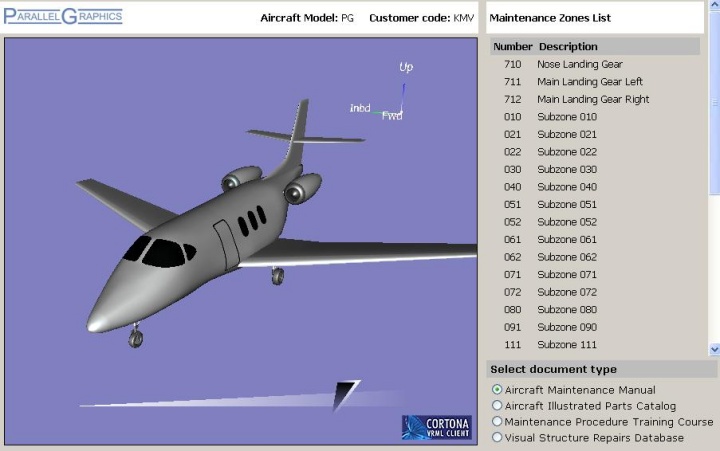 PARALLELGRAPHICS
Aircraft Model: PG Customer code: KMV
Up
Inbd
Fwd
CORTONA
VRML CLIENT
Maintenance Zones List
Number Description
710 Nose Landing Gear
711 Main Landing Gear Left
712 Main Landing Gear Right
010 Subzone 010
021 Subzone 021
022 Subzone 022
030 Subzone 030
040 Subzone 040
051 Subzone 051
052 Subzone 052
061 Subzone 061
062 Subzone 062
071 Subzone 071
072 Subzone 072
080 Subzone 080
091 Subzone 090
111 Subzone 111
Select document type
Aircraft Maintenance Manual
Aircraft Illustrated Parts Catalog
Maintenance Procedure Training Course
Visual Structure Repairs Database